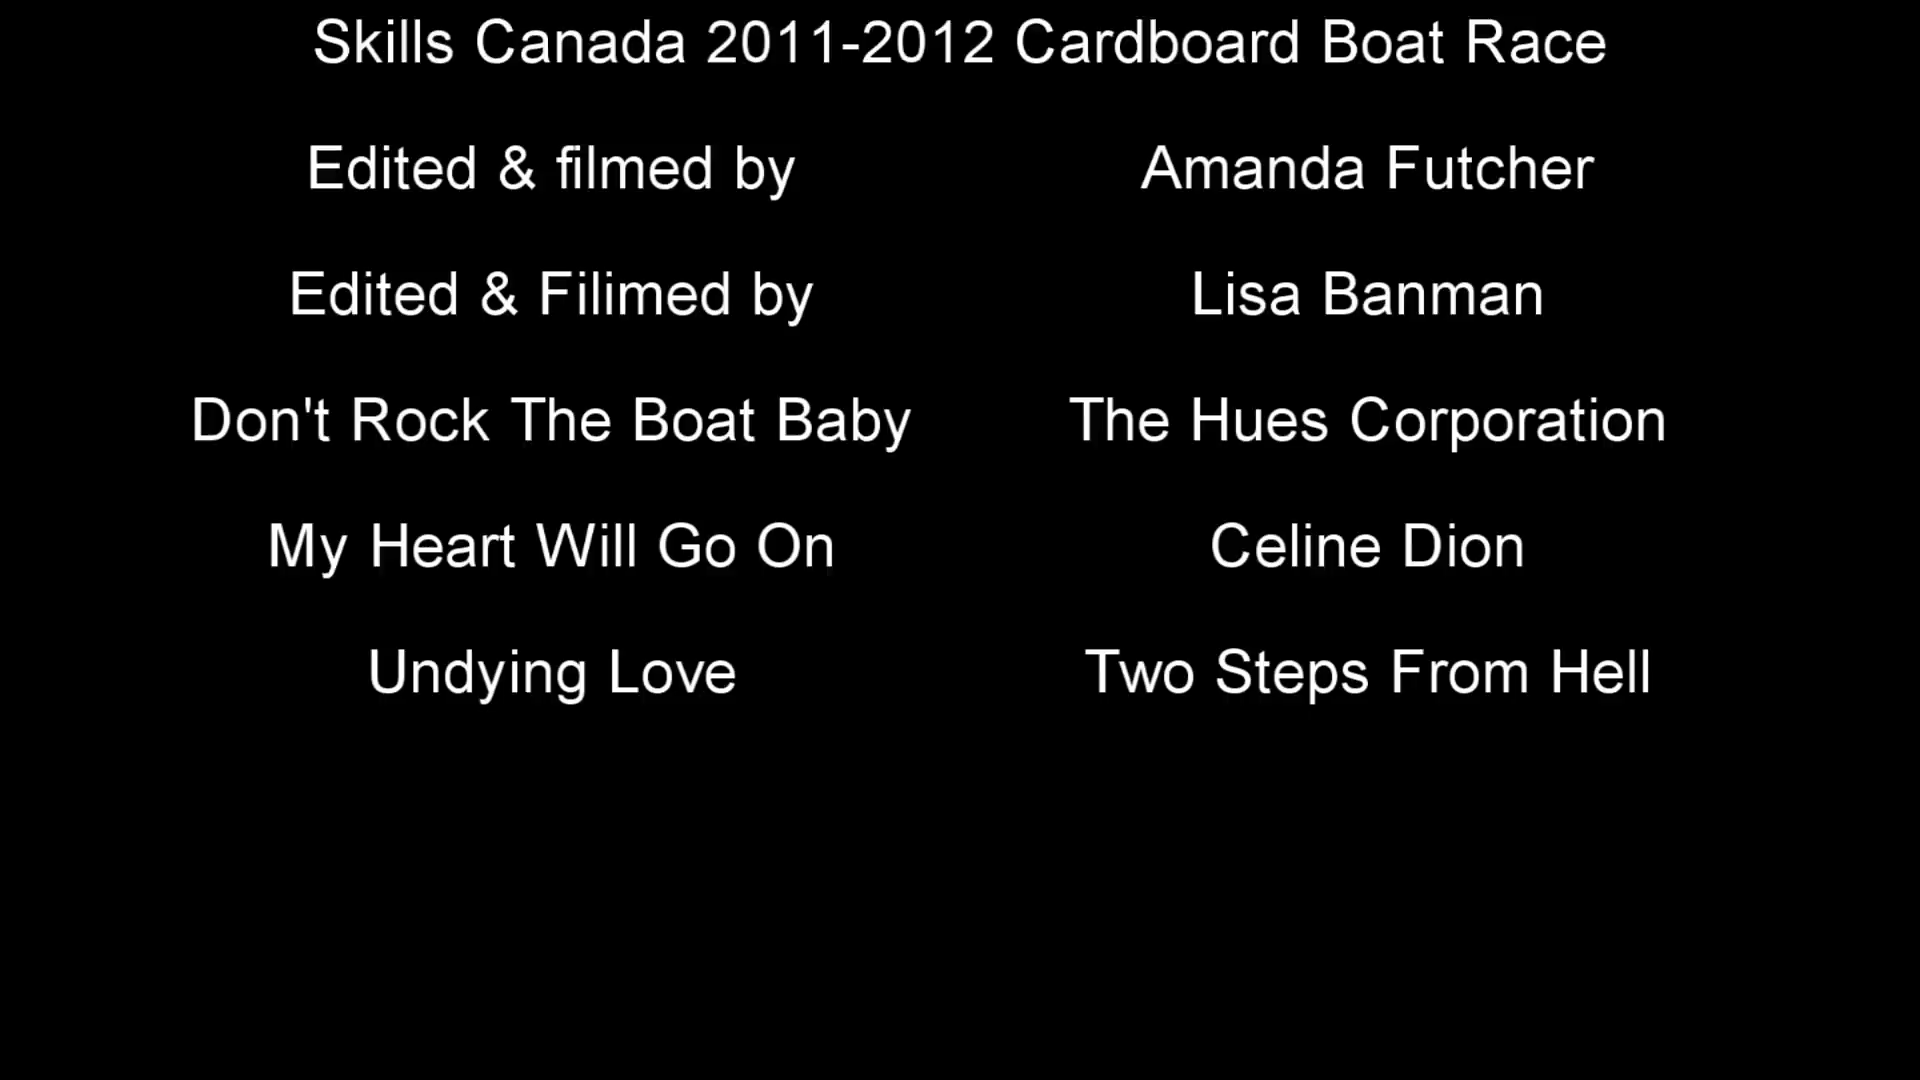 Skills Canada 2011-2012 Cardboard Boat Race
Edited & filmed by Amanda Futcher
Edited & Filimed by Lisa Banman
Don't Rock The Boat Baby The Hues Corporation
My Heart Will Go On Celine Dion
Undying Love Two Steps From Hell